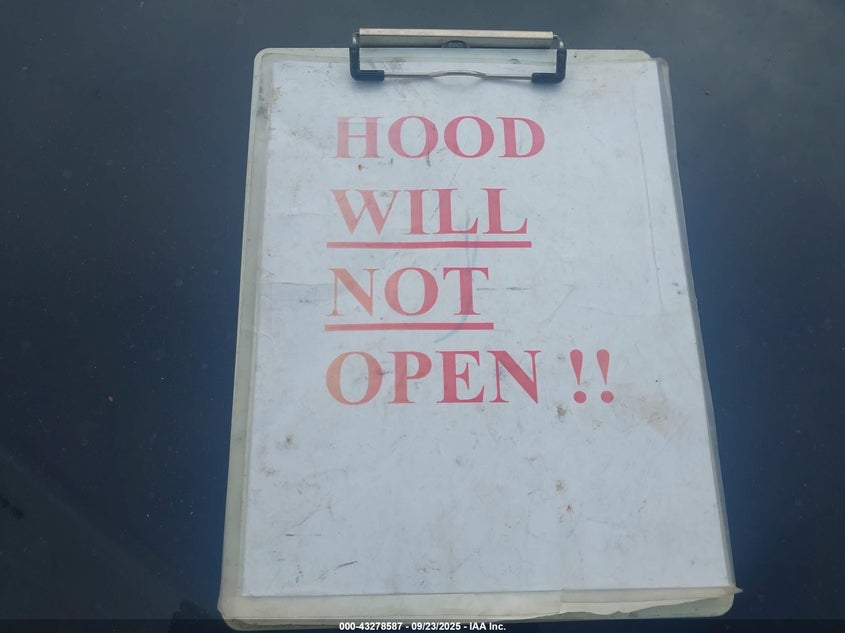 HOOD
WILL
NOT
OPEN !!
000-43278587 - 09/23/2025 - IAA Inc.